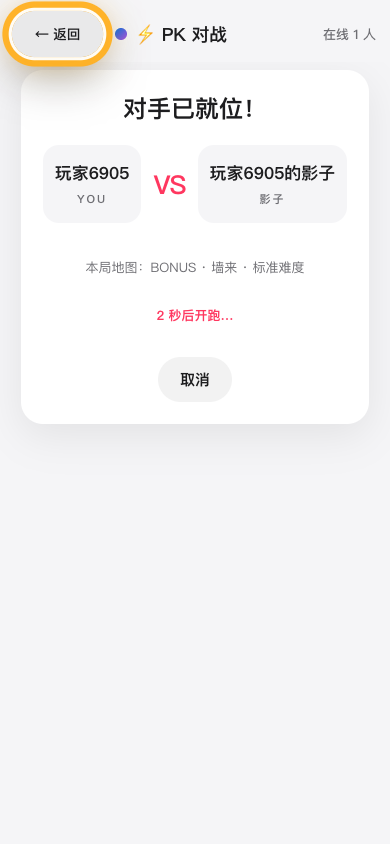 ← 返回
⚡ PK 对战
在线 1 人
对手已就位！
玩家6905
YOU
VS
玩家6905的影子
影子
本局地图：BONUS · 墙来 · 标准难度
2 秒后开跑…
取消